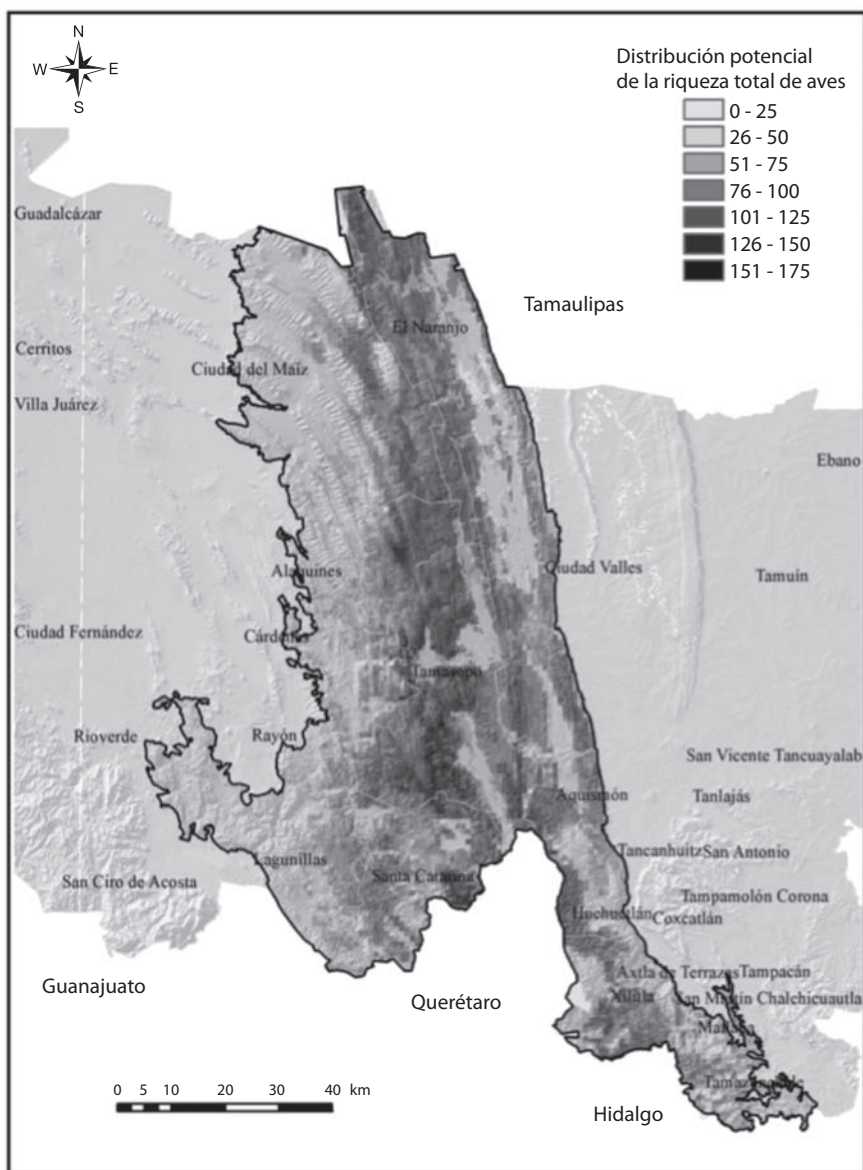 N
W E
S
Distribución potencial
de la riqueza total de aves
0 - 25
26 - 50
51 - 75
76 - 100
101 - 125
126 - 150
151 - 175
Guadalcázar
Tamaulipas
El Naranjo
Cerritos
Ciudad del Maíz
Villa Juárez
Ebano
Ciudad Valles
Alaquines
Tamuín
Ciudad Fernández
Cárdenas
Tamasopo
Rioverde
Rayón
San Vicente Tancuayalab
Aquismón
Tanlajás
Lagunillas
Tancanhuitz
San Antonio
Santa Catarina
San Ciro de Acosta
Tampamolón Corona
Huehuetlán
Coxcatlán
Axtla de Terrazas
Tampacán
Guanajuato
Querétaro
Xilitla
San Martín Chalchicuautla
Matlapa
Tamazunchale
0 5 10 20 30 40 km
Hidalgo